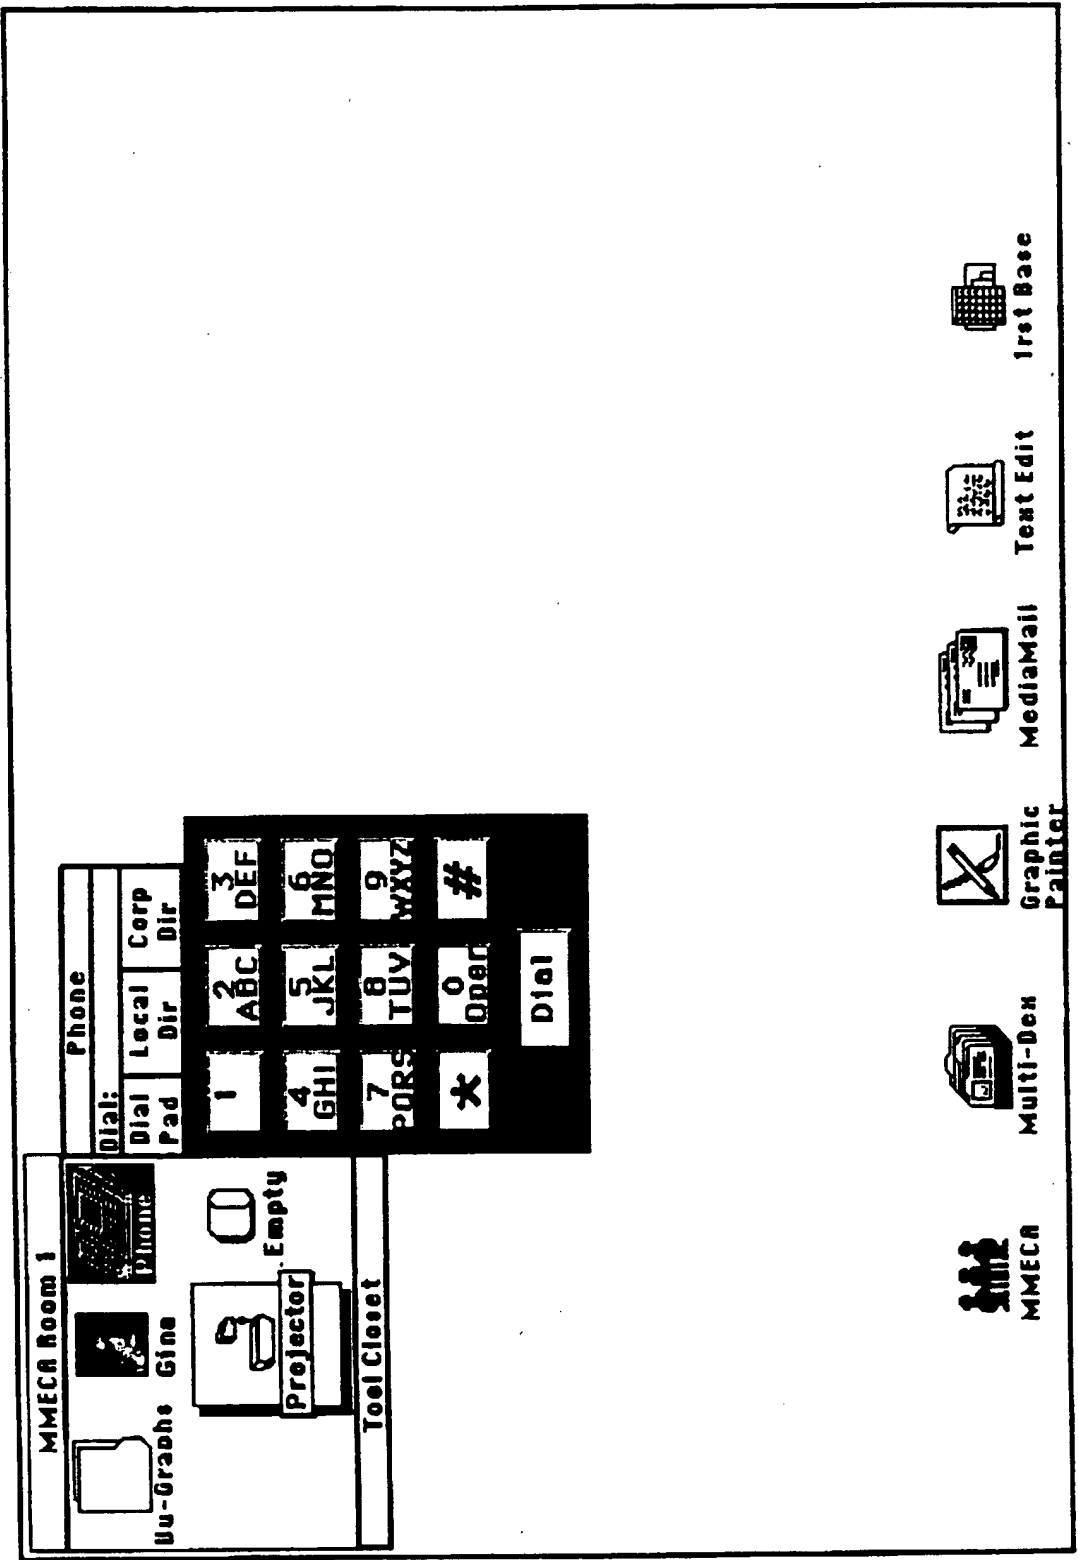 MMECA Room 1
Vu-Graphs
Gina
Phone
Projector
Empty
Tool Closet
Phone
Dial:
Dial Pad
Local Dir
Corp Dir
1
2
ABC
3
DEF
4
GHI
5
JKL
6
MNO
7
PQRS
8
TUV
9
WXYZ
*
0
Oper
#
Dial
MMECA
Multi-Dex
Graphic
Painter
MediaMail
Text Edit
1rst Base